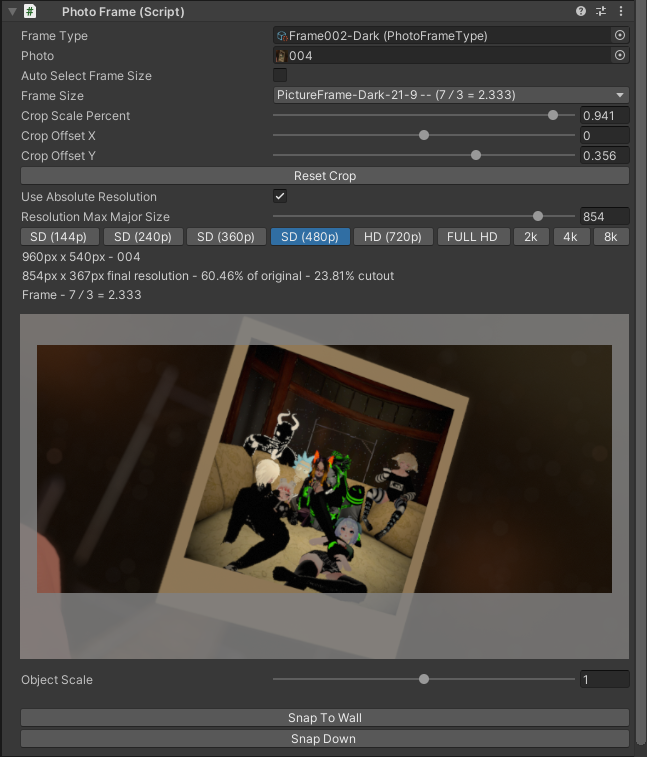 Photo Frame (Script)
Frame Type Frame002-Dark (PhotoFrameType)
Photo 004
Auto Select Frame Size
Frame Size PictureFrame-Dark-21-9 -- (7 / 3 = 2.333)
Crop Scale Percent 0.941
Crop Offset X 0
Crop Offset Y 0.356
Reset Crop
Use Absolute Resolution
Resolution Max Major Size 854
SD (144p) SD (240p) SD (360p) SD (480p) HD (720p) FULL HD 2k 4k 8k
960px x 540px - 004
854px x 367px final resolution - 60.46% of original - 23.81% cutout
Frame - 7 / 3 = 2.333
Object Scale 1
Snap To Wall
Snap Down